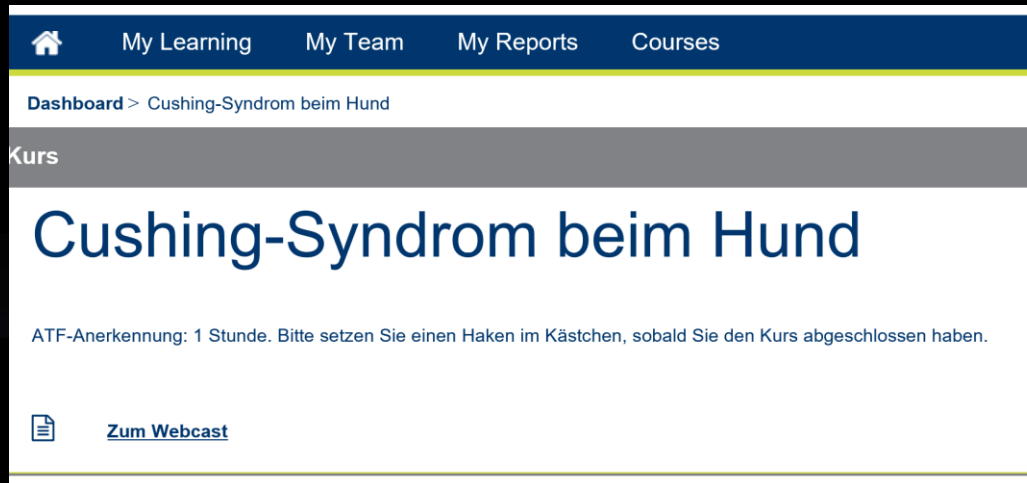 My Learning My Team My Reports Courses
Dashboard > Cushing-Syndrom beim Hund
Kurs
Cushing-Syndrom beim Hund
ATF-Anerkennung: 1 Stunde. Bitte setzen Sie einen Haken im Kästchen, sobald Sie den Kurs abgeschlossen haben.
Zum Webcast